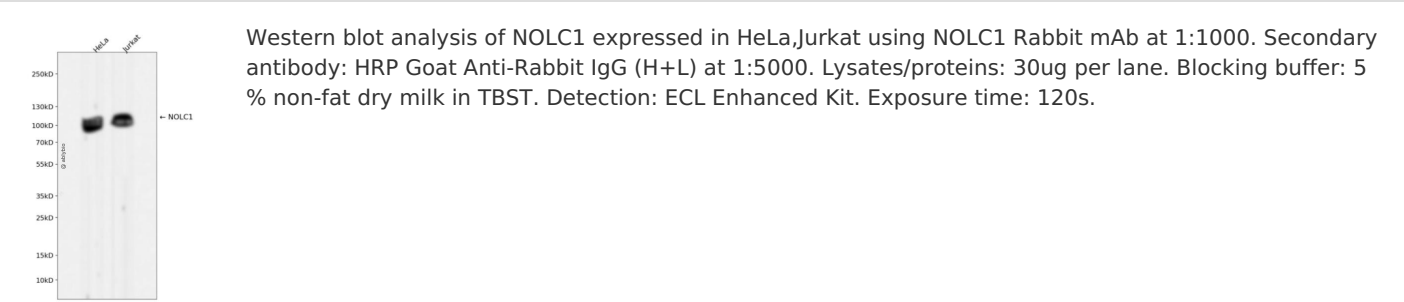 HeLa Jurkat
Western blot analysis of NOLC1 expressed in HeLa,Jurkat using NOLC1 Rabbit mAb at 1:1000. Secondary
antibody: HRP Goat Anti-Rabbit IgG (H+L) at 1:5000. Lysates/proteins: 30ug per lane. Blocking buffer: 5
% non-fat dry milk in TBST. Detection: ECL Enhanced Kit. Exposure time: 120s.
250kD
130kD
← NOLC1
100kD
70kD
55kD
35kD
25kD
15kD
10kD